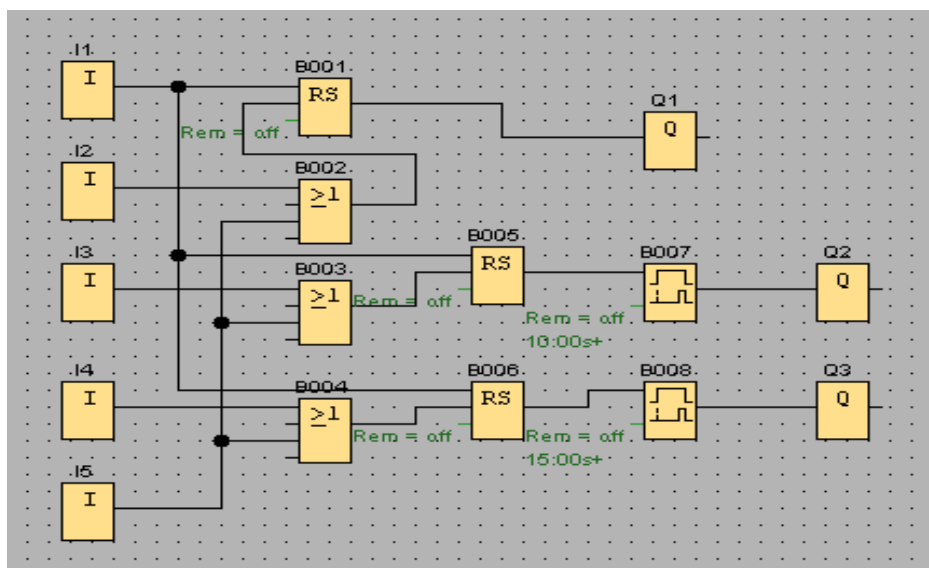 I1
I
B001
RS
Rem = off
Q1
Q
I2
I
B002
≥1
I3
I
B003
≥1
B005
RS
Rem = off
B007
Rem = off
10:00s+
Q2
Q
I4
I
B004
≥1
B006
RS
Rem = off
B008
Rem = off
15:00s+
Q3
Q
I5
I